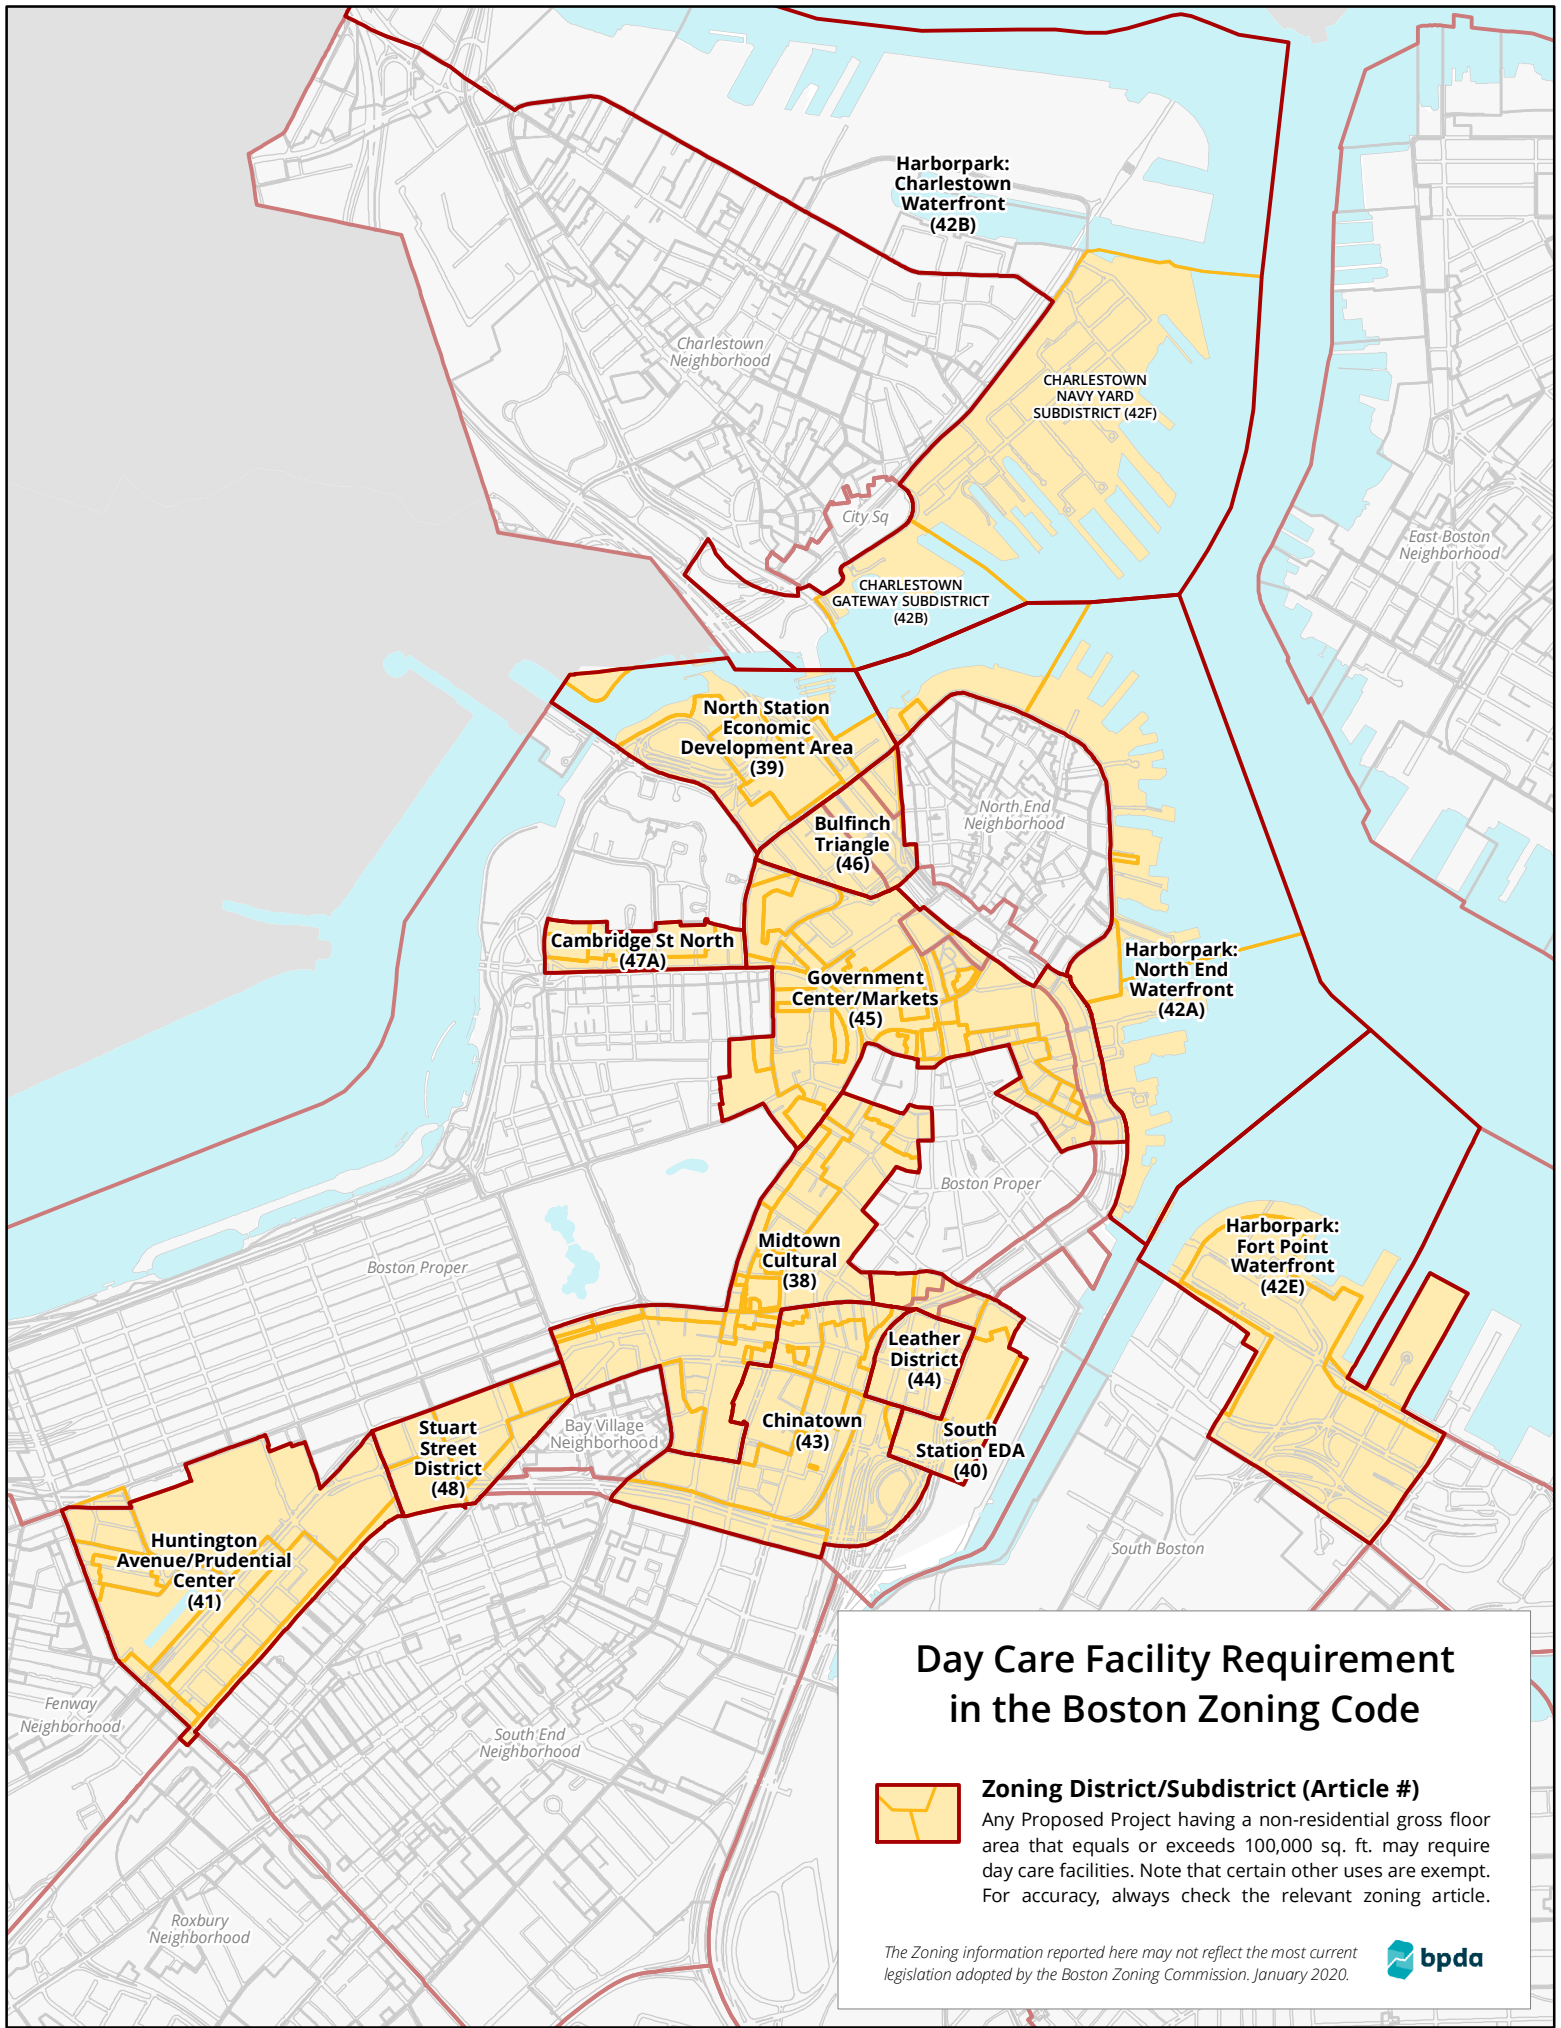 Harborpark:
Charlestown
Waterfront
(42B)
Charlestown
Neighborhood
CHARLESTOWN
NAVY YARD
SUBDISTRICT (42F)
City Sq
East Boston
Neighborhood
CHARLESTOWN
GATEWAY SUBDISTRICT
(42B)
North Station
Economic
Development Area
(39)
North End
Neighborhood
Bulfinch
Triangle
(46)
Cambridge St North
(47A)
Harborpark:
North End
Waterfront
(42A)
Government
Center/Markets
(45)
Boston Proper
Midtown
Cultural
(38)
Harborpark:
Fort Point
Waterfront
(42E)
Boston Proper
Leather
District
(44)
Chinatown
(43)
South
Station EDA
(40)
Bay Village
Neighborhood
Stuart
Street
District
(48)
Huntington
Avenue/Prudential
Center
(41)
South Boston
Fenway
Neighborhood
South End
Neighborhood
Roxbury
Neighborhood
Day Care Facility Requirement
in the Boston Zoning Code
Zoning District/Subdistrict (Article #)
Any Proposed Project having a non-residential gross floor
area that equals or exceeds 100,000 sq. ft. may require
day care facilities. Note that certain other uses are exempt.
For accuracy, always check the relevant zoning article.
The Zoning information reported here may not reflect the most current
legislation adopted by the Boston Zoning Commission. January 2020.
bpda